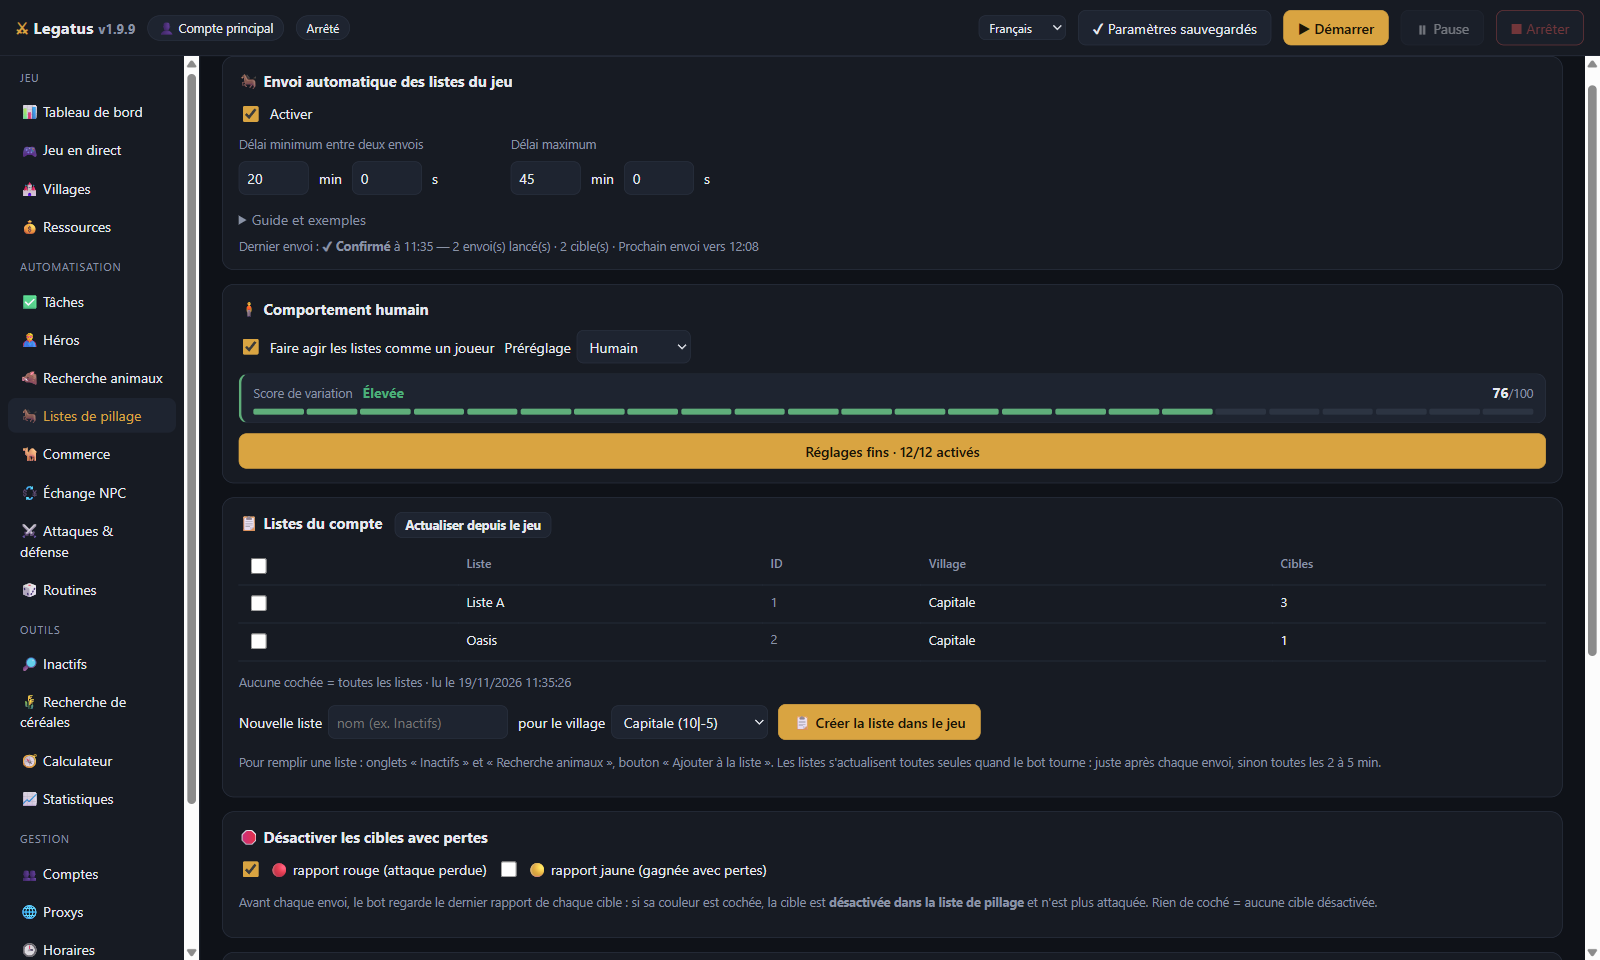 Legatus v1.9.9
Compte principal
Arrêté
Français
✓ Paramètres sauvegardés
▶ Démarrer
Pause
Arrêter
JEU
Tableau de bord
Jeu en direct
Villages
Ressources
AUTOMATISATION
Tâches
Héros
Recherche animaux
Listes de pillage
Commerce
Échange NPC
Attaques &
défense
Routines
OUTILS
Inactifs
Recherche de
céréales
Calculateur
Statistiques
GESTION
Comptes
Proxys
Horaires
Envoi automatique des listes du jeu
Activer
Délai minimum entre deux envois
Délai maximum
20 min 0 s
45 min 0 s
▶ Guide et exemples
Dernier envoi : ✓ Confirmé à 11:35 — 2 envoi(s) lancé(s) · 2 cible(s) · Prochain envoi vers 12:08
Comportement humain
Faire agir les listes comme un joueur Préréglage Humain
Score de variation Élevée 76/100
Réglages fins · 12/12 activés
Listes du compte Actualiser depuis le jeu
Liste ID Village Cibles
Liste A 1 Capitale 3
Oasis 2 Capitale 1
Aucune cochée = toutes les listes · lu le 19/11/2026 11:35:26
Nouvelle liste nom (ex. Inactifs) pour le village Capitale (10|-5) Créer la liste dans le jeu
Pour remplir une liste : onglets « Inactifs » et « Recherche animaux », bouton « Ajouter à la liste ». Les listes s'actualisent toutes seules quand le bot tourne : juste après chaque envoi, sinon toutes les 2 à 5 min.
Désactiver les cibles avec pertes
rapport rouge (attaque perdue) rapport jaune (gagnée avec pertes)
Avant chaque envoi, le bot regarde le dernier rapport de chaque cible : si sa couleur est cochée, la cible est désactivée dans la liste de pillage et n'est plus attaquée. Rien de coché = aucune cible désactivée.